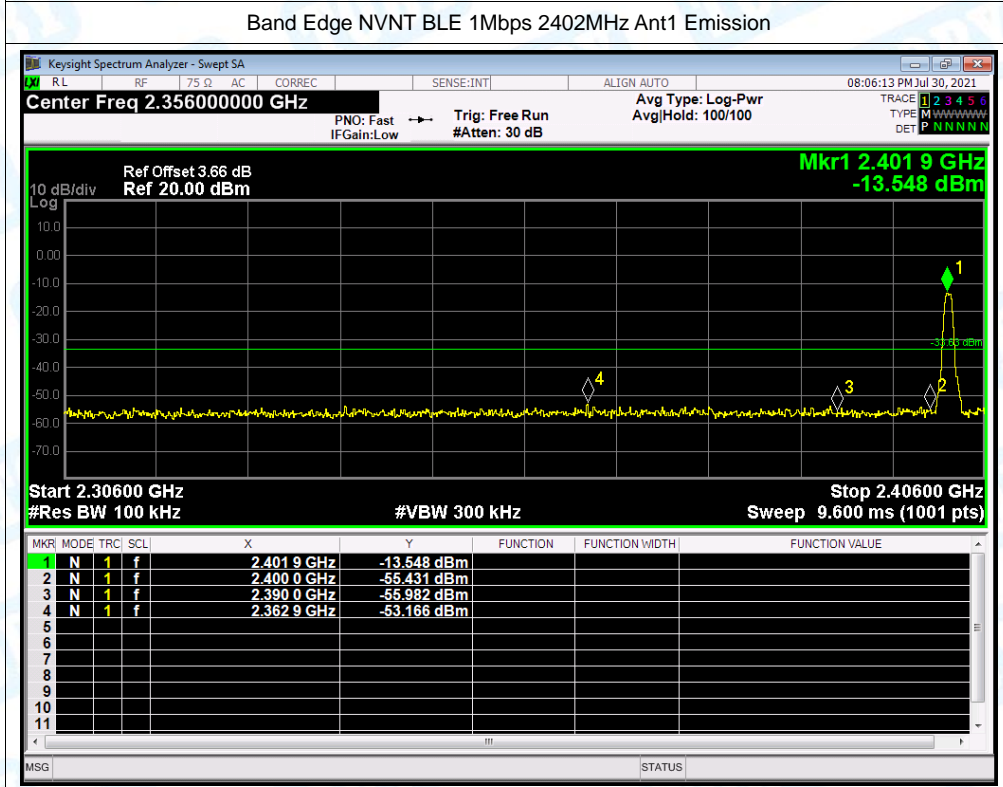 Band Edge NVNT BLE 1Mbps 2402MHz Ant1 Emission
Keysight Spectrum Analyzer - Swept SA
LXI RL RF 75 Ω AC CORREC SENSE:INT ALIGN AUTO 08:06:13 PM Jul 30, 2021
Center Freq 2.356000000 GHz
PNO: Fast
IFGain:Low
Trig: Free Run
#Atten: 30 dB
Avg Type: Log-Pwr
Avg|Hold: 100/100
TRACE 1 2 3 4 5 6
TYPE M WWWWW
DET P N N N N N
Ref Offset 3.66 dB
10 dB/div Ref 20.00 dBm
Log
Mkr1 2.401 9 GHz
-13.548 dBm
10.0
0.00
-10.0
-20.0
-30.0
-40.0
-50.0
-60.0
-70.0
1
-33.63 dBm
4
3
2
Start 2.30600 GHz Stop 2.40600 GHz
#Res BW 100 kHz #VBW 300 kHz Sweep 9.600 ms (1001 pts)
MKR MODE TRC SCL X Y FUNCTION FUNCTION WIDTH FUNCTION VALUE
1 N 1 f 2.401 9 GHz -13.548 dBm
2 N 1 f 2.400 0 GHz -55.431 dBm
3 N 1 f 2.390 0 GHz -55.982 dBm
4 N 1 f 2.362 9 GHz -53.166 dBm
5
6
7
8
9
10
11
MSG STATUS